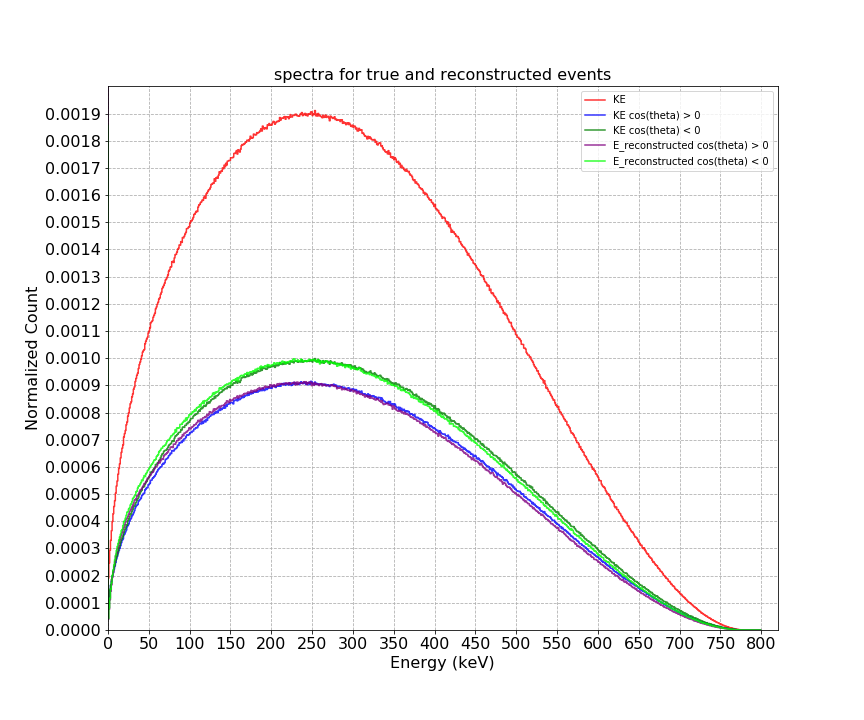 spectra for true and reconstructed events
KE
KE cos(theta) > 0
KE cos(theta) < 0
E_reconstructed cos(theta) > 0
E_reconstructed cos(theta) < 0
Normalized Count
0.0019
0.0018
0.0017
0.0016
0.0015
0.0014
0.0013
0.0012
0.0011
0.0010
0.0009
0.0008
0.0007
0.0006
0.0005
0.0004
0.0003
0.0002
0.0001
0.0000
0 50 100 150 200 250 300 350 400 450 500 550 600 650 700 750 800
Energy (keV)